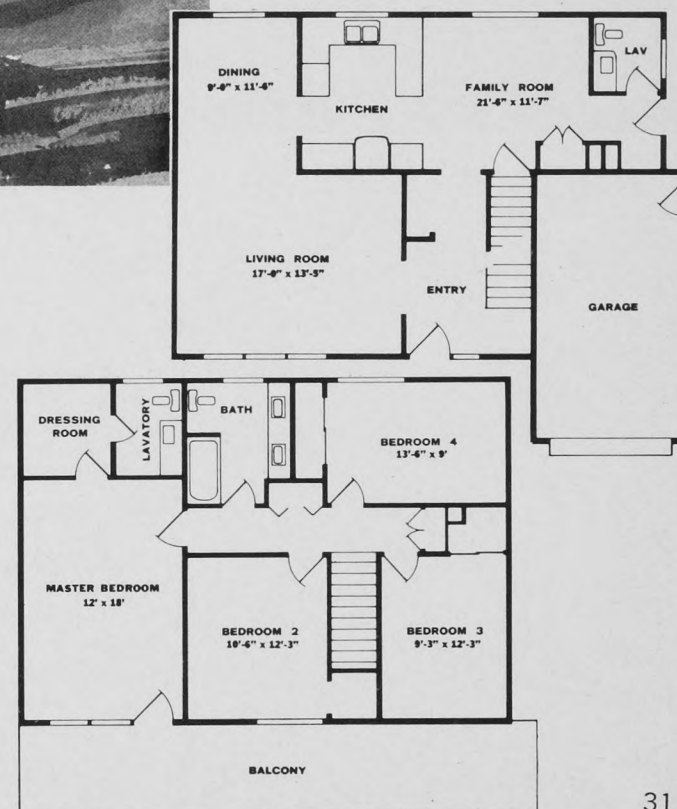 DINING
9'-0" x 11'-6"
KITCHEN
FAMILY ROOM
21'-6" x 11'-7"
LAV
LIVING ROOM
17'-0" x 13'-5"
ENTRY
GARAGE
DRESSING
ROOM
LAVATORY
BATH
BEDROOM 4
13'-6" x 9'
MASTER BEDROOM
12' x 18'
BEDROOM 2
10'-6" x 12'-3"
BEDROOM 3
9'-3" x 12'-3"
BALCONY
31